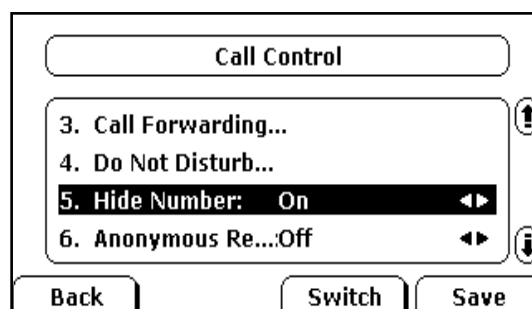 Call Control
3. Call Forwarding...
4. Do Not Disturb...
5. Hide Number: On
6. Anonymous Re...:Off
Back Switch Save